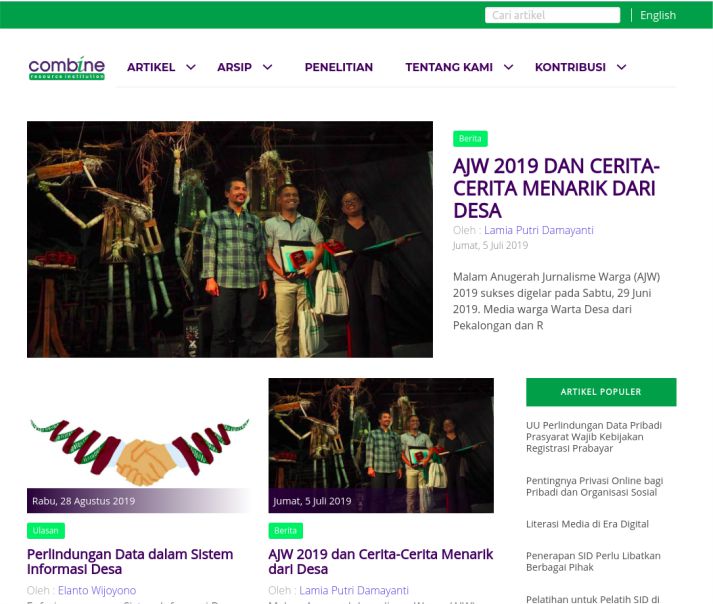 Cari artikel
English
combine
resource institution
ARTIKEL
ARSIP
PENELITIAN
TENTANG KAMI
KONTRIBUSI
Berita
AJW 2019 DAN CERITA-
CERITA MENARIK DARI
DESA
Oleh : Lamia Putri Damayanti
Jumat, 5 Juli 2019
Malam Anugerah Jurnalisme Warga (AJW)
2019 sukses digelar pada Sabtu, 29 Juni
2019. Media warga Warta Desa dari
Pekalongan dan R
Rabu, 28 Agustus 2019
Ulasan
Perlindungan Data dalam Sistem
Informasi Desa
Oleh : Elanto Wijoyono
Jumat, 5 Juli 2019
Berita
AJW 2019 dan Cerita-Cerita Menarik
dari Desa
Oleh : Lamia Putri Damayanti
ARTIKEL POPULER
UU Perlindungan Data Pribadi
Prasyarat Wajib Kebijakan
Registrasi Prabayar
Pentingnya Privasi Online bagi
Pribadi dan Organisasi Sosial
Literasi Media di Era Digital
Penerapan SID Perlu Libatkan
Berbagai Pihak
Pelatihan untuk Pelatih SID di